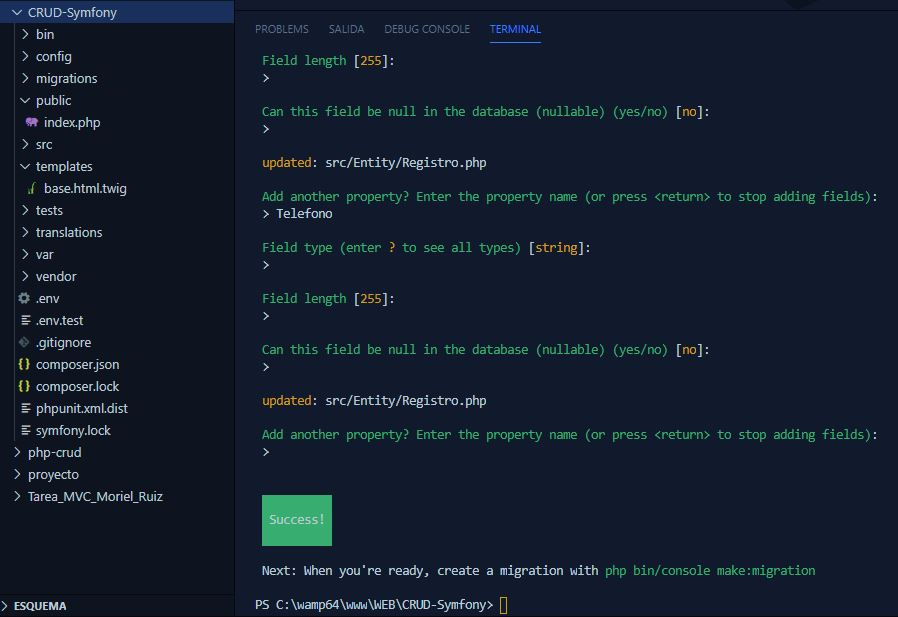 CRUD-Symfony
bin
config
migrations
public
index.php
src
templates
base.html.twig
tests
translations
var
vendor
.env
.env.test
.gitignore
composer.json
composer.lock
phpunit.xml.dist
symfony.lock
php-crud
proyecto
Tarea_MVC_Moriel_Ruiz
ESQUEMA
PROBLEMS SALIDA DEBUG CONSOLE TERMINAL
Field length [255]:
>
Can this field be null in the database (nullable) (yes/no) [no]:
>
updated: src/Entity/Registro.php
Add another property? Enter the property name (or press <return> to stop adding fields):
> Telefono
Field type (enter ? to see all types) [string]:
>
Field length [255]:
>
Can this field be null in the database (nullable) (yes/no) [no]:
>
updated: src/Entity/Registro.php
Add another property? Enter the property name (or press <return> to stop adding fields):
>
Success!
Next: When you're ready, create a migration with php bin/console make:migration
PS C:\wamp64\www\WEB\CRUD-Symfony>